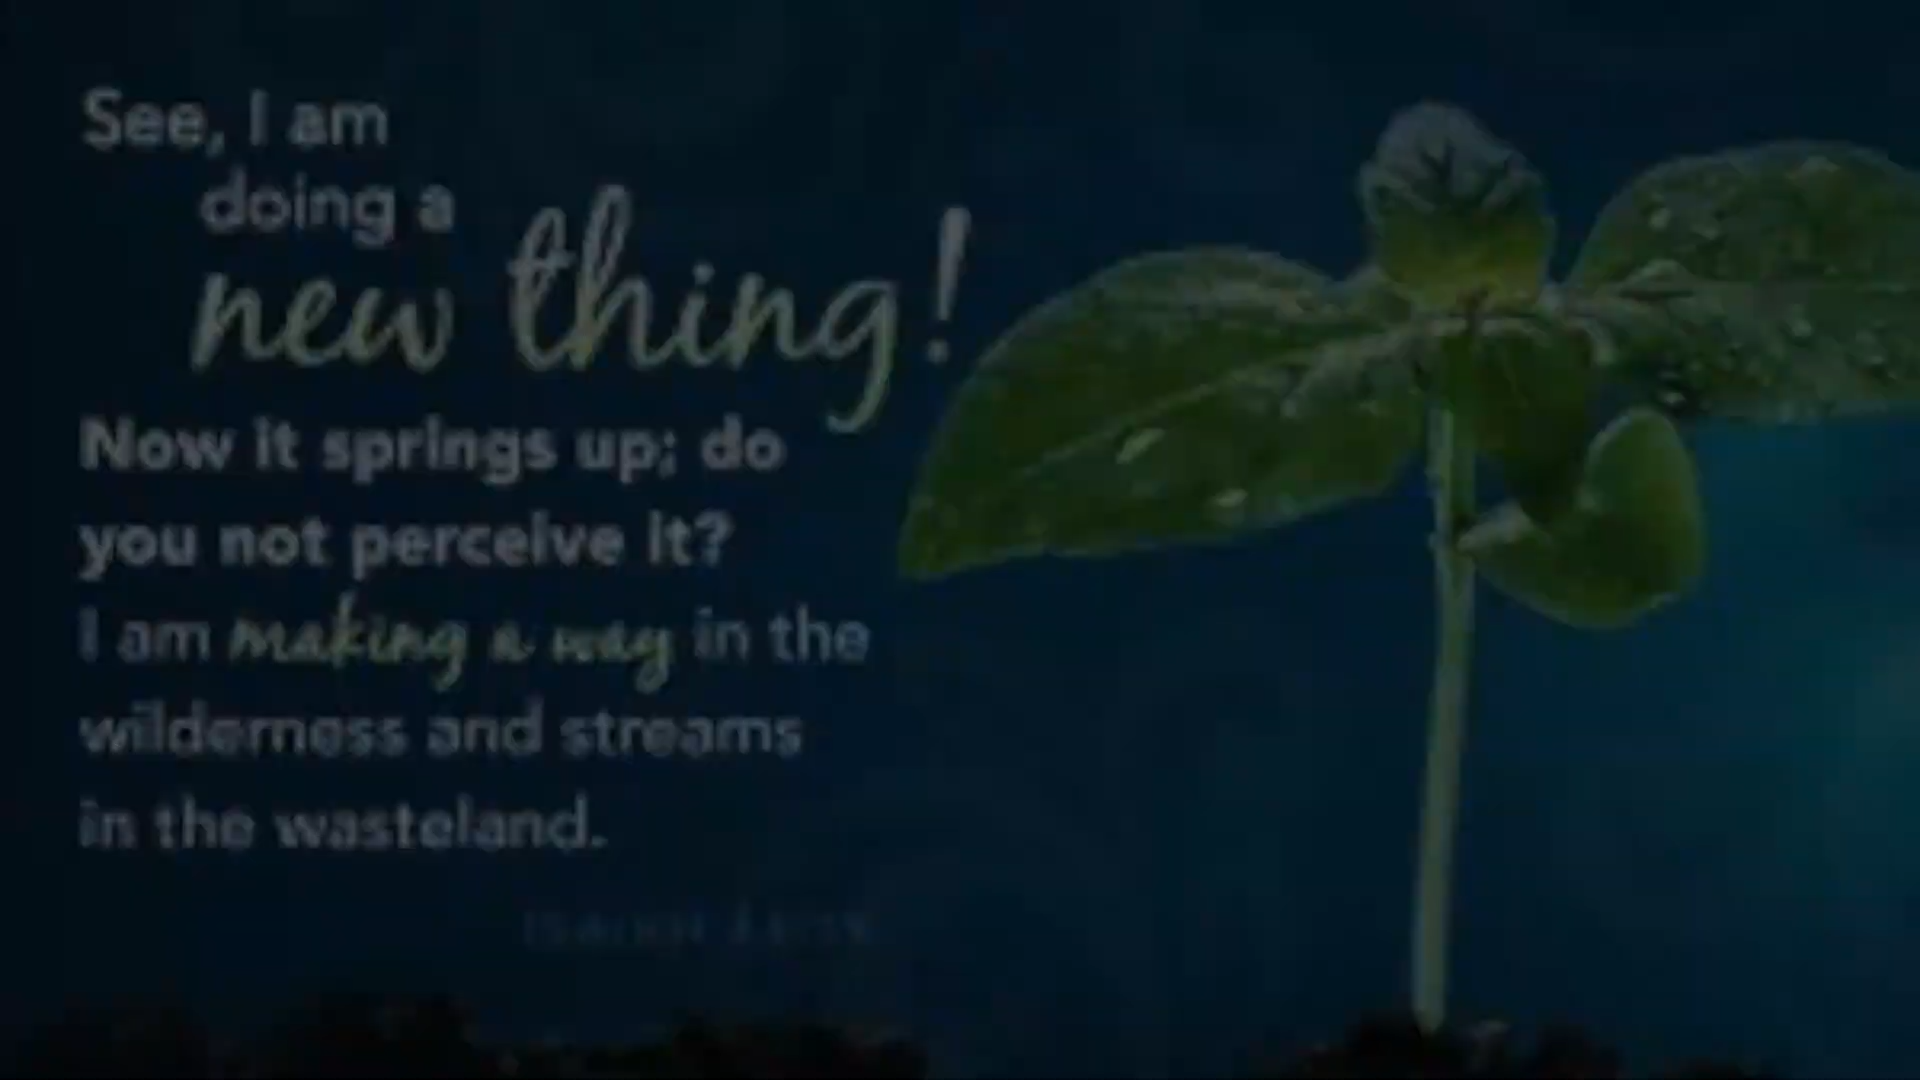 See, I am
doing a
new thing!
Now it springs up; do
you not perceive it?
I am making a way in the
wilderness and streams
in the wasteland.